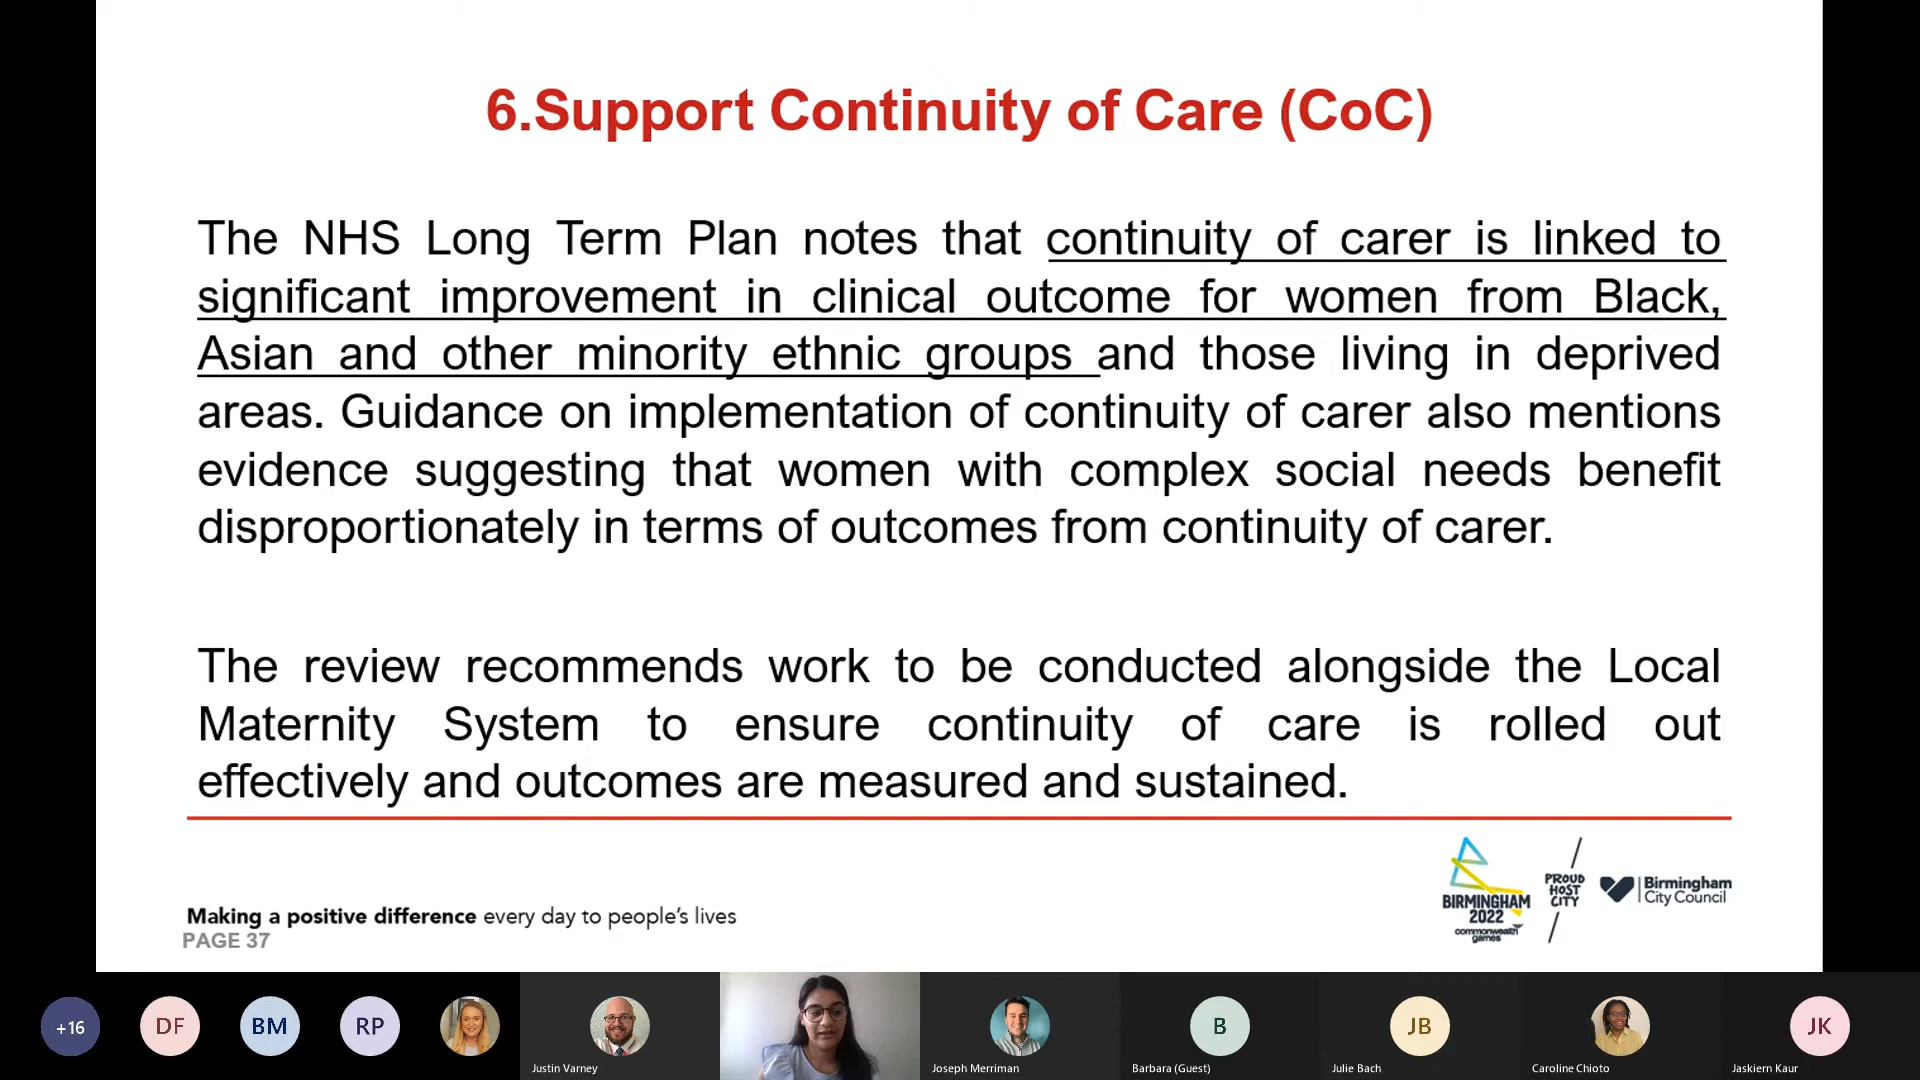 6.Support Continuity of Care (CoC)
The NHS Long Term Plan notes that continuity of carer is linked to
significant improvement in clinical outcome for women from Black,
Asian and other minority ethnic groups and those living in deprived
areas. Guidance on implementation of continuity of carer also mentions
evidence suggesting that women with complex social needs benefit
disproportionately in terms of outcomes from continuity of carer.
The review recommends work to be conducted alongside the Local
Maternity System to ensure continuity of care is rolled out
effectively and outcomes are measured and sustained.
Making a positive difference every day to people's lives
PAGE 37
BIRMINGHAM
2022
commonwealth
games
PROUD
HOST
CITY
Birmingham
City Council
+16
DF
BM
RP
Justin Varney
Joseph Merriman
B
Barbara (Guest)
JB
Julie Bach
Caroline Chioto
JK
Jaskiern Kaur